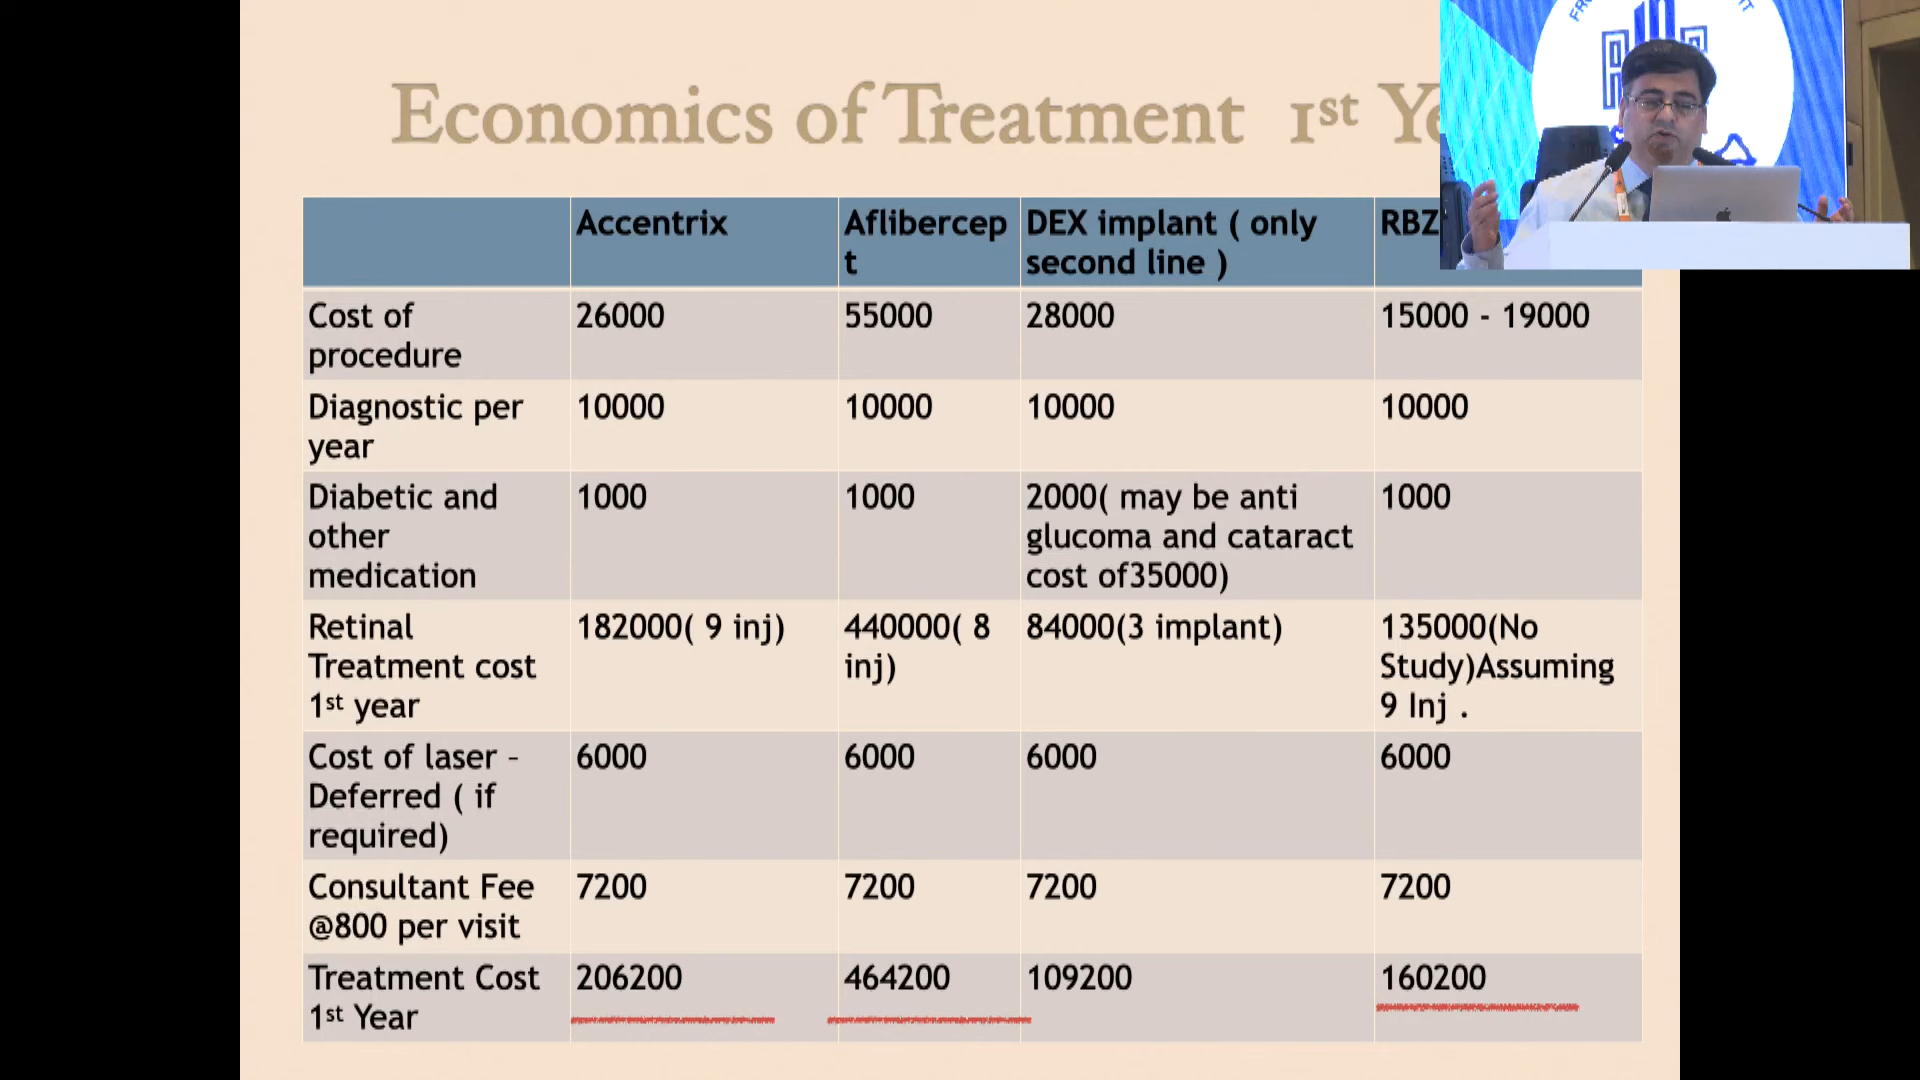 Economics of Treatment 1st Ye
Accentrix
Aflibercep
t
DEX implant ( only
second line )
RBZ
Cost of
procedure
26000
55000
28000
15000 - 19000
Diagnostic per
year
10000
10000
10000
10000
Diabetic and
other
medication
1000
1000
2000( may be anti
glucoma and cataract
cost of35000)
1000
Retinal
Treatment cost
1st year
182000( 9 inj)
440000( 8
inj)
84000(3 implant)
135000(No
Study)Assuming
9 Inj .
Cost of laser –
Deferred ( if
required)
6000
6000
6000
6000
Consultant Fee
@800 per visit
7200
7200
7200
7200
Treatment Cost
1st Year
206200
464200
109200
160200